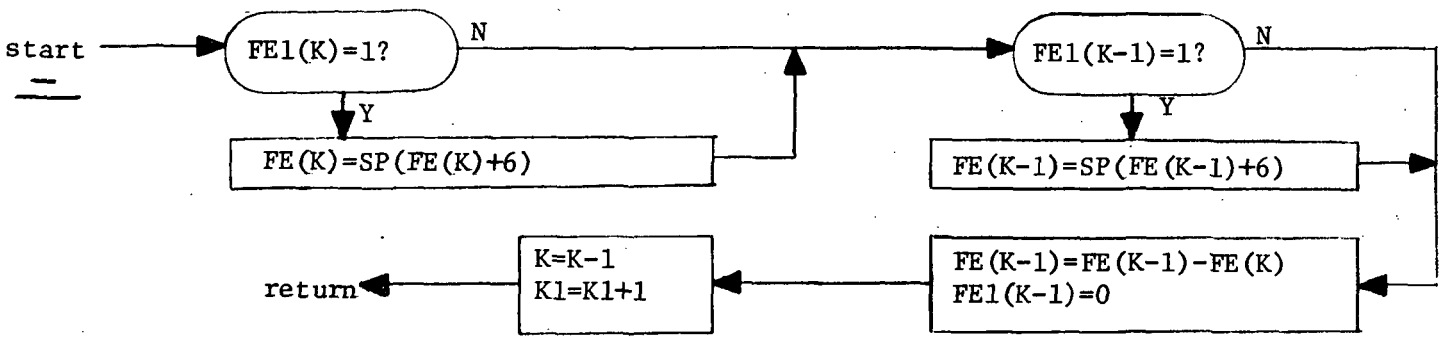 start
FE1(K)=1?
N
Y
FE(K)=SP(FE(K)+6)
FE1(K-1)=1?
N
Y
FE(K-1)=SP(FE(K-1)+6)
FE(K-1)=FE(K-1)-FE(K)
FE1(K-1)=0
K=K-1
K1=K1+1
return